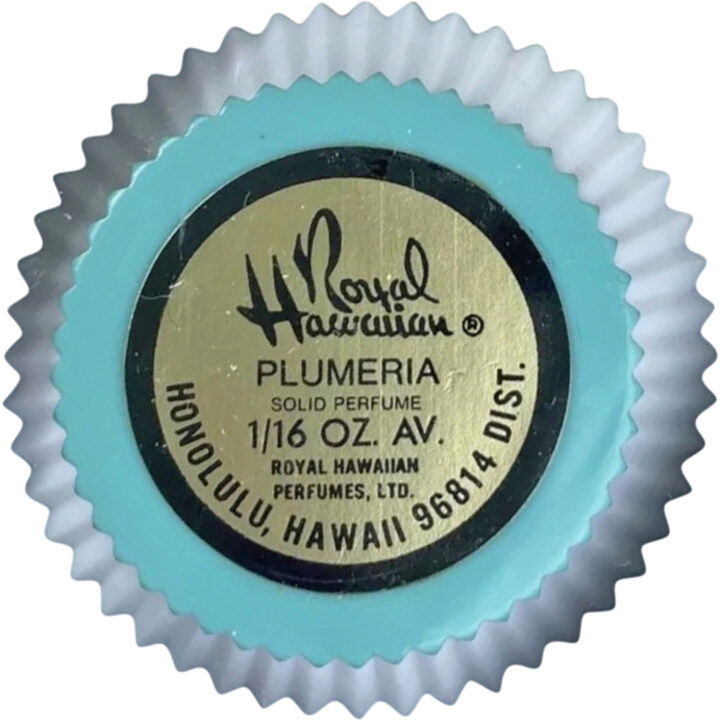 Royal
Hawaiian ®
PLUMERIA
SOLID PERFUME
1/16 OZ. AV.
ROYAL HAWAIIAN
PERFUMES, LTD.
HONOLULU, HAWAII 96814 DIST.